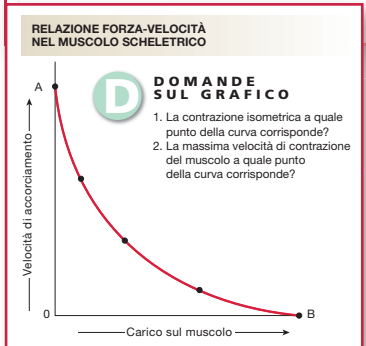 RELAZIONE FORZA-VELOCITÀ
NEL MUSCOLO SCHELETRICO
D
DOMANDE
SUL GRAFICO
1. La contrazione isometrica a quale
punto della curva corrisponde?
2. La massima velocità di contrazione
del muscolo a quale punto
della curva corrisponde?
A
Velocità di accorciamento
0
B
Carico sul muscolo